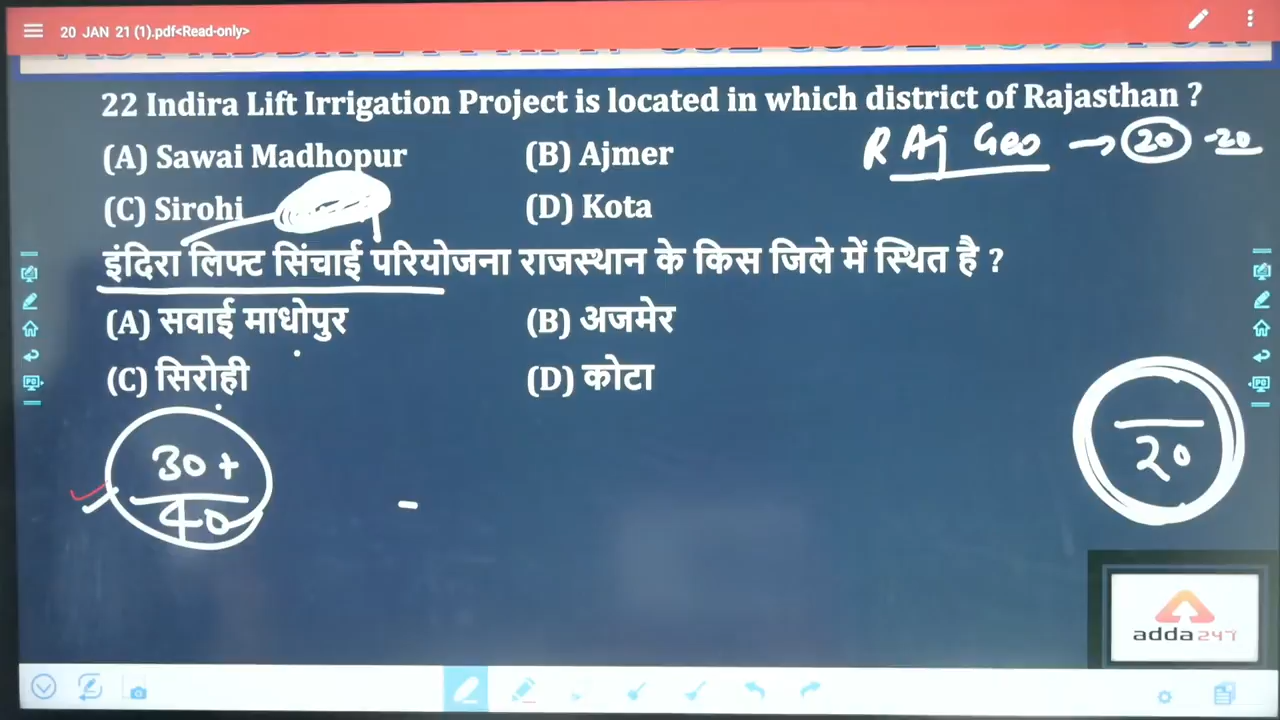 20 JAN 21 (1).pdf<Read-only>
22 Indira Lift Irrigation Project is located in which district of Rajasthan ?
RAj Geo → 20 -20
(A) Sawai Madhopur (B) Ajmer
(C) Sirohi (D) Kota
इंदिरा लिफ्ट सिंचाई परियोजना राजस्थान के किस जिले में स्थित है ?
(A) सवाई माधोपुर (B) अजमेर
(C) सिरोही (D) कोटा
30+
40
20
adda247